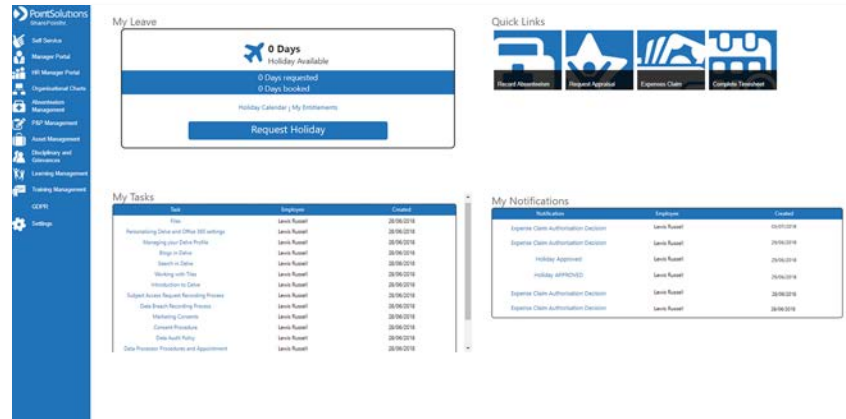 PointSolutions
SharePoint
Self Service
Manager Portal
HR Manager Portal
Organisational Charts
Absenteeism
Management
P&P Management
Asset Management
Disciplinary and
Grievances
Learning Management
Training Management
GDPR
Settings
My Leave
0 Days
Holiday Available
0 Days requested
0 Days booked
Holiday Calendar | My Entitlements
Request Holiday
Quick Links
Record Absenteeism
Request Appraisal
Expenses Claim
Complete Timesheet
My Tasks
Task Employee Created
Files Lewis Russell 28/06/2018
Personalising Delve and Office 365 settings Lewis Russell 28/06/2018
Managing your Delve Profile Lewis Russell 28/06/2018
Blogs in Delve Lewis Russell 28/06/2018
Search in Delve Lewis Russell 28/06/2018
Working with Tiles Lewis Russell 28/06/2018
Introduction to Delve Lewis Russell 28/06/2018
Subject Access Request Recording Process Lewis Russell 28/06/2018
Data Breach Recording Process Lewis Russell 28/06/2018
Marketing Consents Lewis Russell 28/06/2018
Consent Procedure Lewis Russell 28/06/2018
Data Audit Policy Lewis Russell 28/06/2018
Data Processor Procedures and Appointment Lewis Russell 28/06/2018
My Notifications
Notification Employee Created
Expense Claim Authorisation Decision Lewis Russell 03/07/2018
Expense Claim Authorisation Decision Lewis Russell 29/06/2018
Holiday Approved Lewis Russell 29/06/2018
Holiday APPROVED Lewis Russell 29/06/2018
Expense Claim Authorisation Decision Lewis Russell 28/06/2018
Expense Claim Authorisation Decision Lewis Russell 28/06/2018